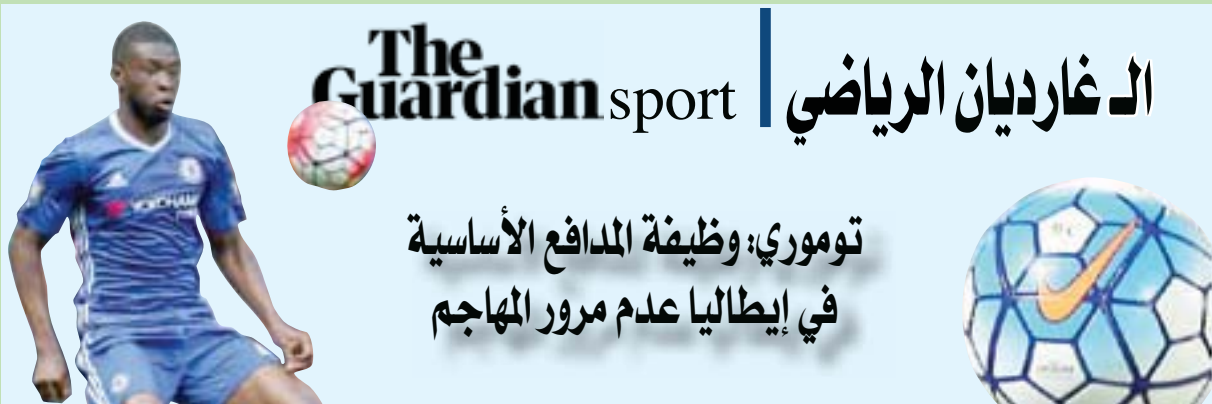 The Guardian sport | الـ غارديان الرياضي
توموري: وظيفة المدافع الأساسية
في إيطاليا عدم مرور المهاجم